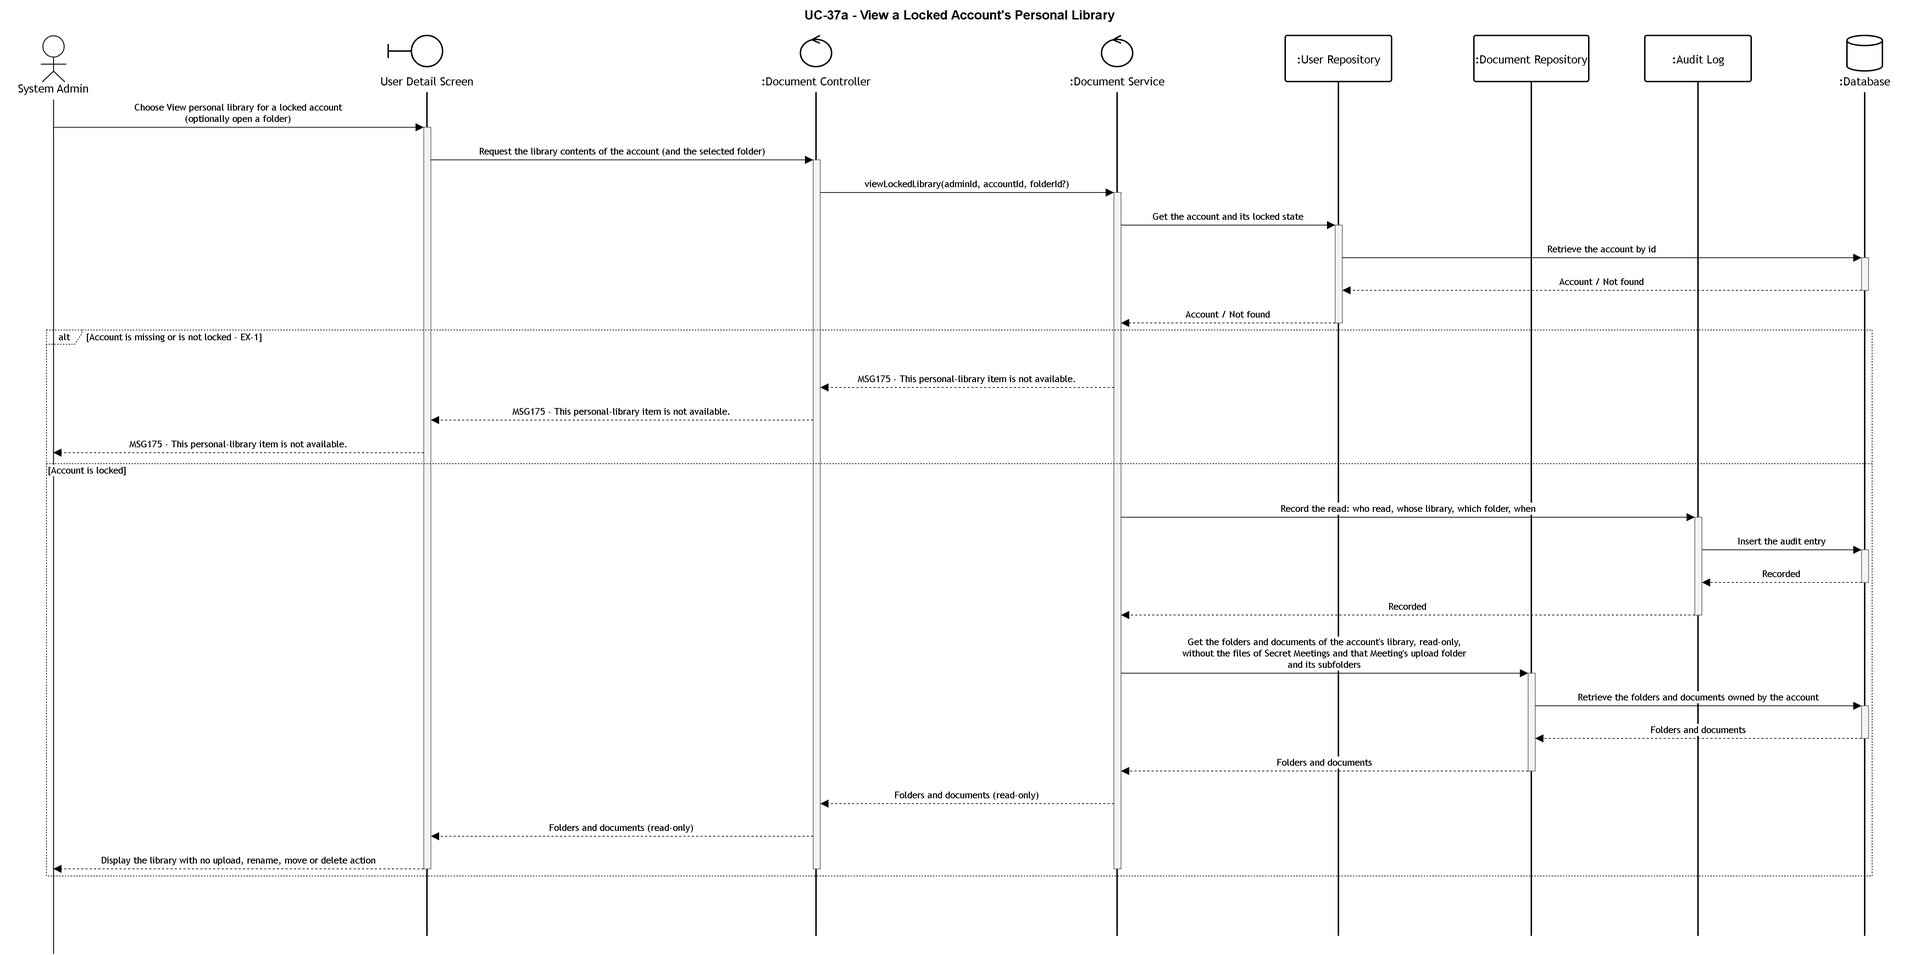 UC-37a - View a Locked Account's Personal Library
System Admin
User Detail Screen
:Document Controller
:Document Service
:User Repository
:Document Repository
:Audit Log
:Database
Choose View personal library for a locked account
(optionally open a folder)
Request the library contents of the account (and the selected folder)
viewLockedLibrary(adminId, accountId, folderId?)
Get the account and its locked state
Retrieve the account by id
Account / Not found
Account / Not found
alt
[Account is missing or is not locked - EX-1]
MSG175 - This personal-library item is not available.
MSG175 - This personal-library item is not available.
MSG175 - This personal-library item is not available.
[Account is locked]
Record the read: who read, whose library, which folder, when
Insert the audit entry
Recorded
Recorded
Get the folders and documents of the account's library, read-only,
without the files of Secret Meetings and that Meeting's upload folder
and its subfolders
Retrieve the folders and documents owned by the account
Folders and documents
Folders and documents
Folders and documents (read-only)
Folders and documents (read-only)
Display the library with no upload, rename, move or delete action